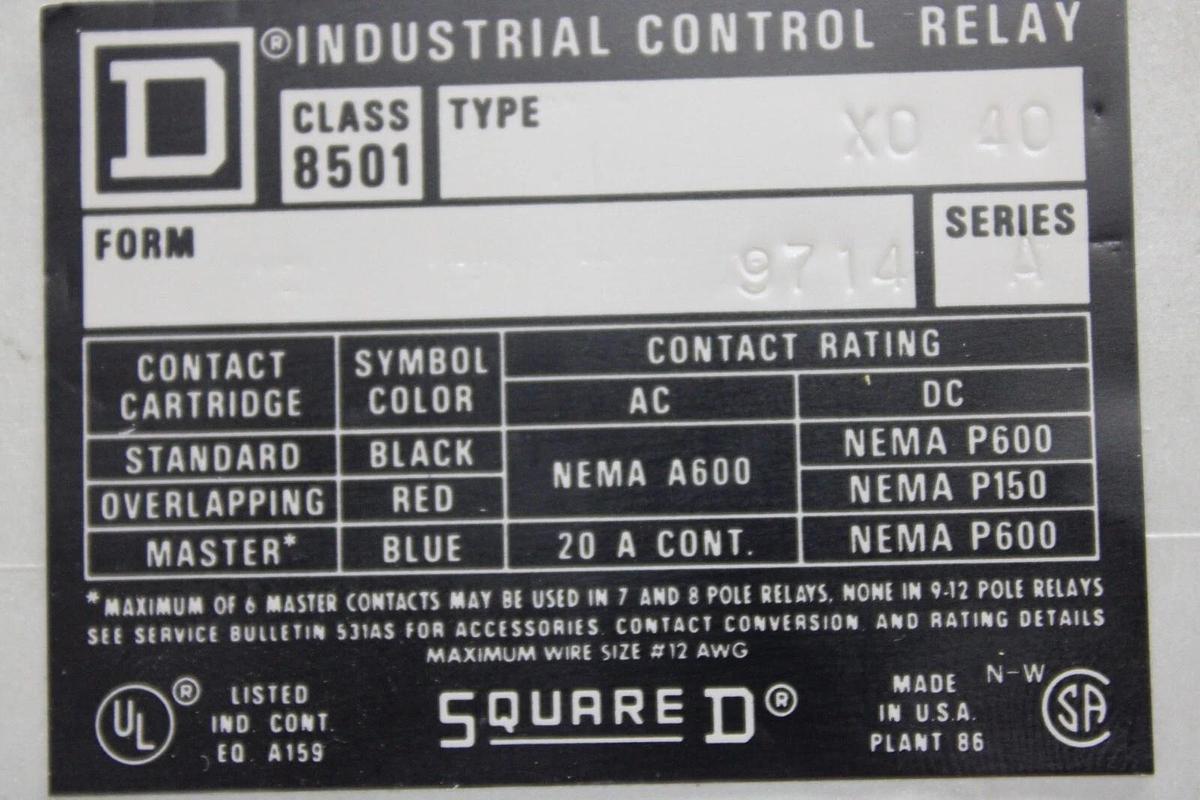 D ® INDUSTRIAL CONTROL RELAY
CLASS 8501
TYPE XO 40
FORM 9714
SERIES A
CONTACT CARTRIDGE SYMBOL COLOR CONTACT RATING
AC DC
STANDARD BLACK NEMA A600 NEMA P600
OVERLAPPING RED NEMA P150
MASTER* BLUE 20 A CONT. NEMA P600
*MAXIMUM OF 6 MASTER CONTACTS MAY BE USED IN 7 AND 8 POLE RELAYS, NONE IN 9-12 POLE RELAYS
SEE SERVICE BULLETIN 531AS FOR ACCESSORIES, CONTACT CONVERSION, AND RATING DETAILS
MAXIMUM WIRE SIZE #12 AWG
UL ® LISTED
IND. CONT.
EQ. A159
SQUARE D ®
MADE N-W
IN U.S.A.
PLANT 86
SA